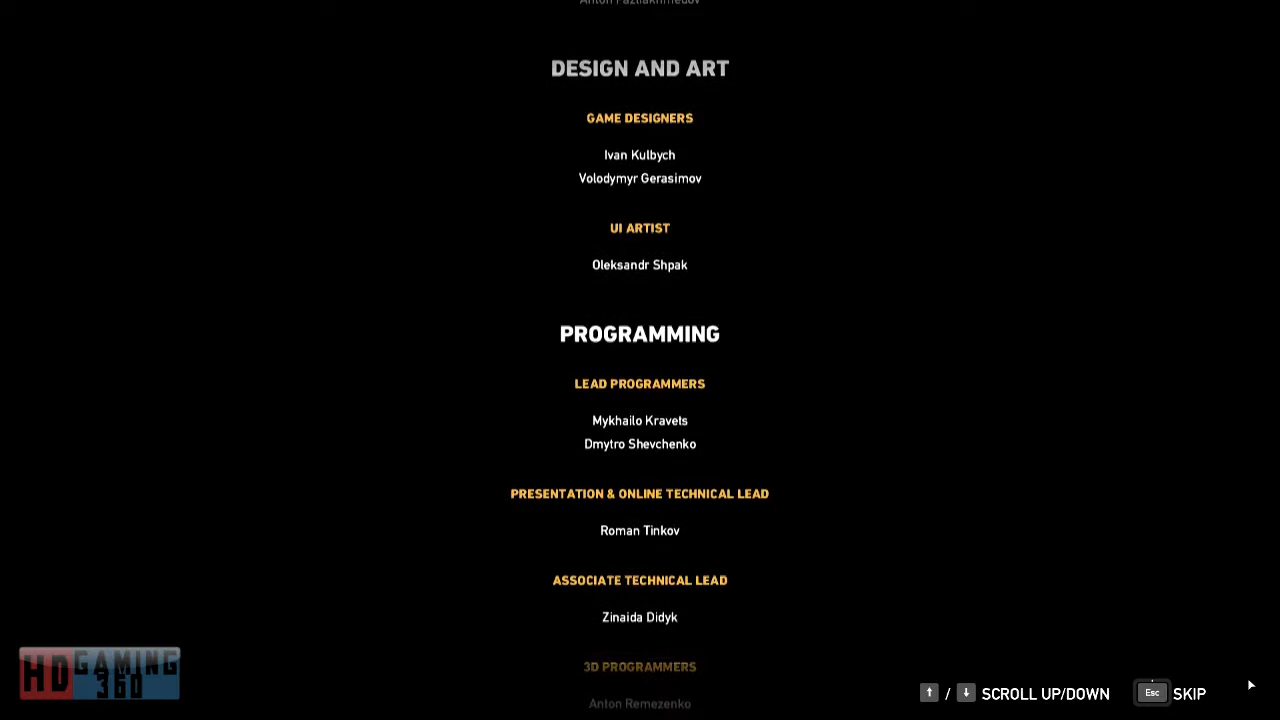 Anton Fazliakhmedov
DESIGN AND ART
GAME DESIGNERS
Ivan Kulbych
Volodymyr Gerasimov
UI ARTIST
Oleksandr Shpak
PROGRAMMING
LEAD PROGRAMMERS
Mykhailo Kravets
Dmytro Shevchenko
PRESENTATION & ONLINE TECHNICAL LEAD
Roman Tinkov
ASSOCIATE TECHNICAL LEAD
Zinaida Didyk
3D PROGRAMMERS
Anton Remezenko
HD GAMING 360
↑ / ↓ SCROLL UP/DOWN Esc SKIP